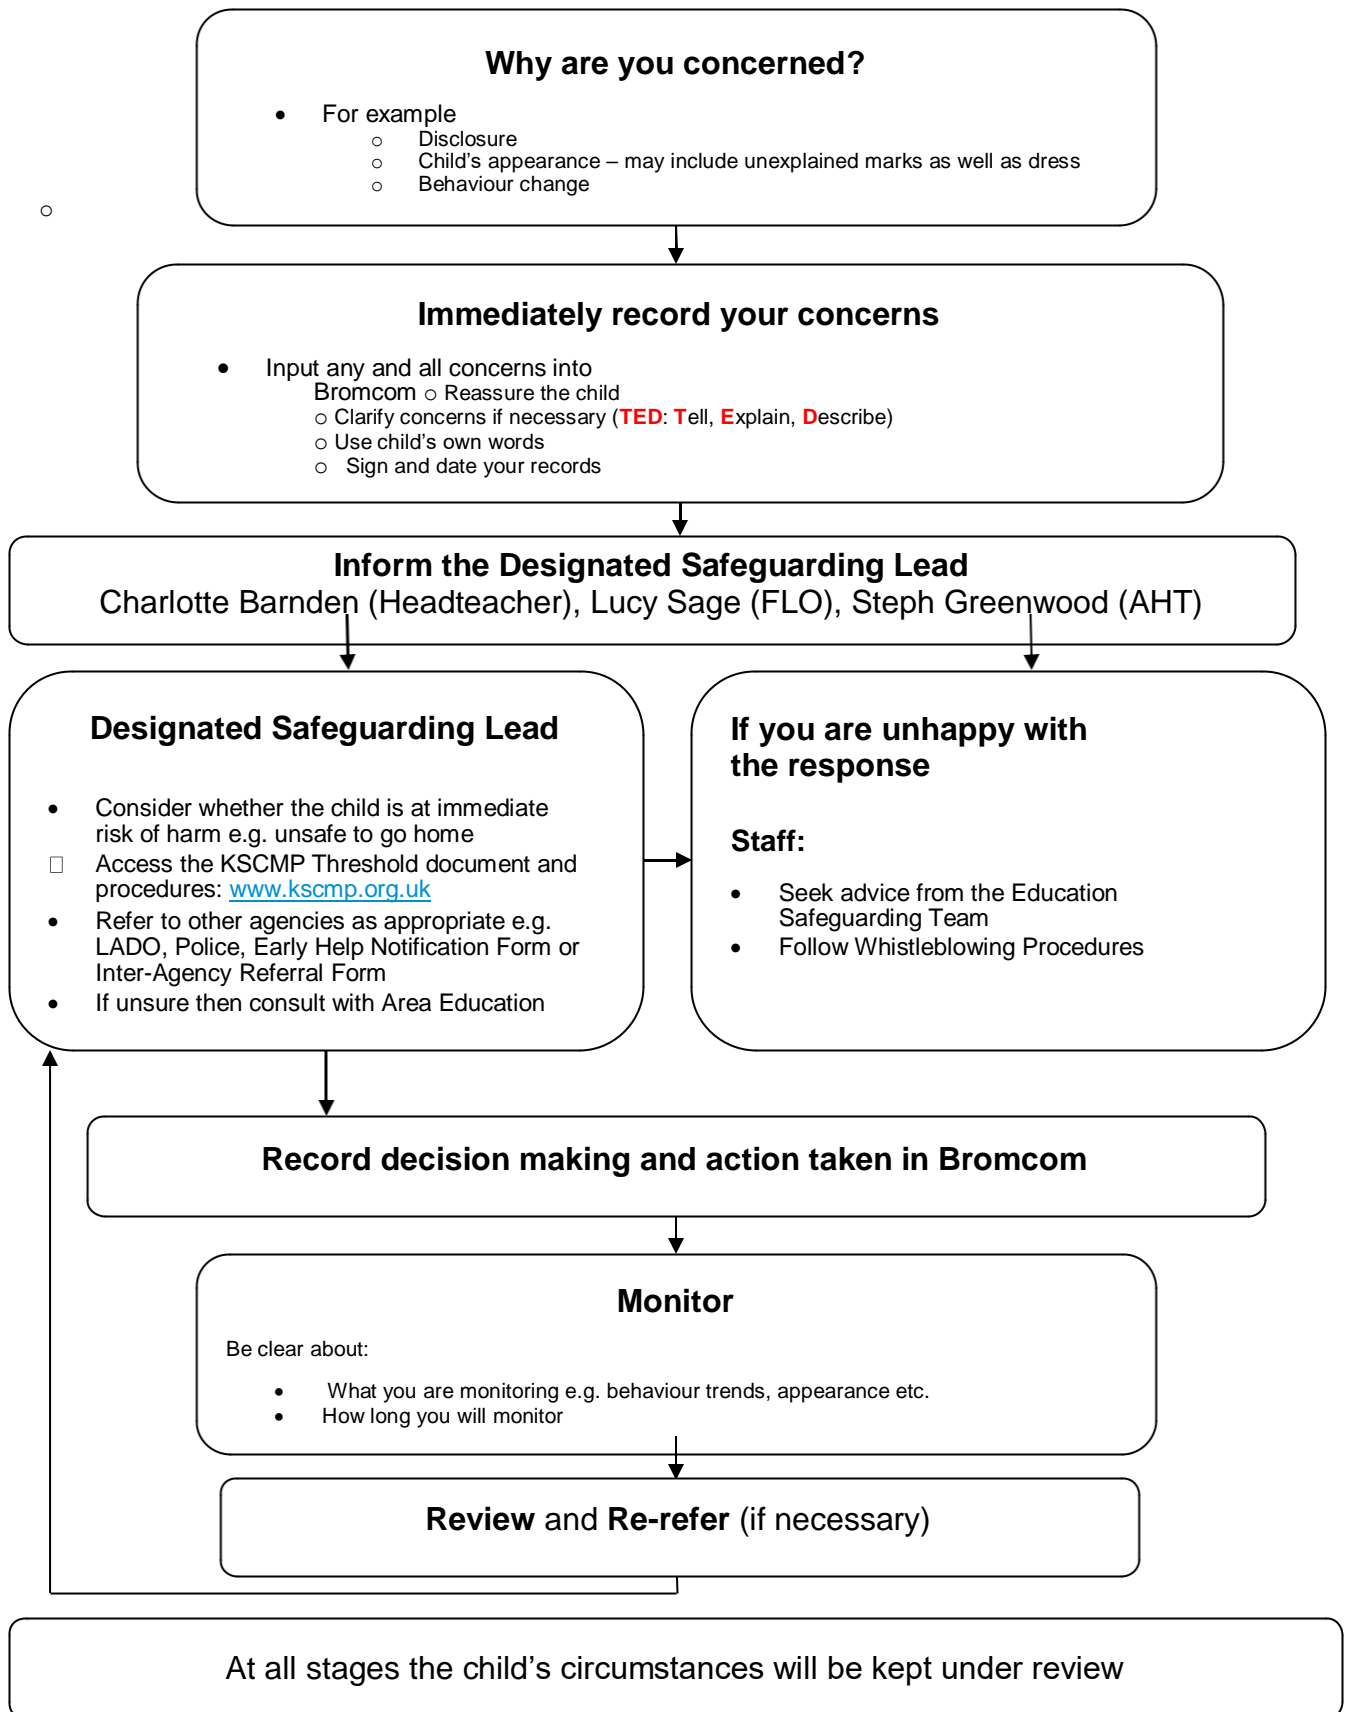 Why are you concerned?
• For example
o Disclosure
o Child's appearance – may include unexplained marks as well as dress
o Behaviour change
o
Immediately record your concerns
• Input any and all concerns into
Bromcom o Reassure the child
o Clarify concerns if necessary (TED: Tell, Explain, Describe)
o Use child's own words
o Sign and date your records
Inform the Designated Safeguarding Lead
Charlotte Barnden (Headteacher), Lucy Sage (FLO), Steph Greenwood (AHT)
Designated Safeguarding Lead
• Consider whether the child is at immediate
risk of harm e.g. unsafe to go home
□ Access the KSCMP Threshold document and
procedures: www.kscmp.org.uk
• Refer to other agencies as appropriate e.g.
LADO, Police, Early Help Notification Form or
Inter-Agency Referral Form
• If unsure then consult with Area Education
If you are unhappy with
the response
Staff:
• Seek advice from the Education
Safeguarding Team
• Follow Whistleblowing Procedures
Record decision making and action taken in Bromcom
Monitor
Be clear about:
• What you are monitoring e.g. behaviour trends, appearance etc.
• How long you will monitor
Review and Re-refer (if necessary)
At all stages the child's circumstances will be kept under review